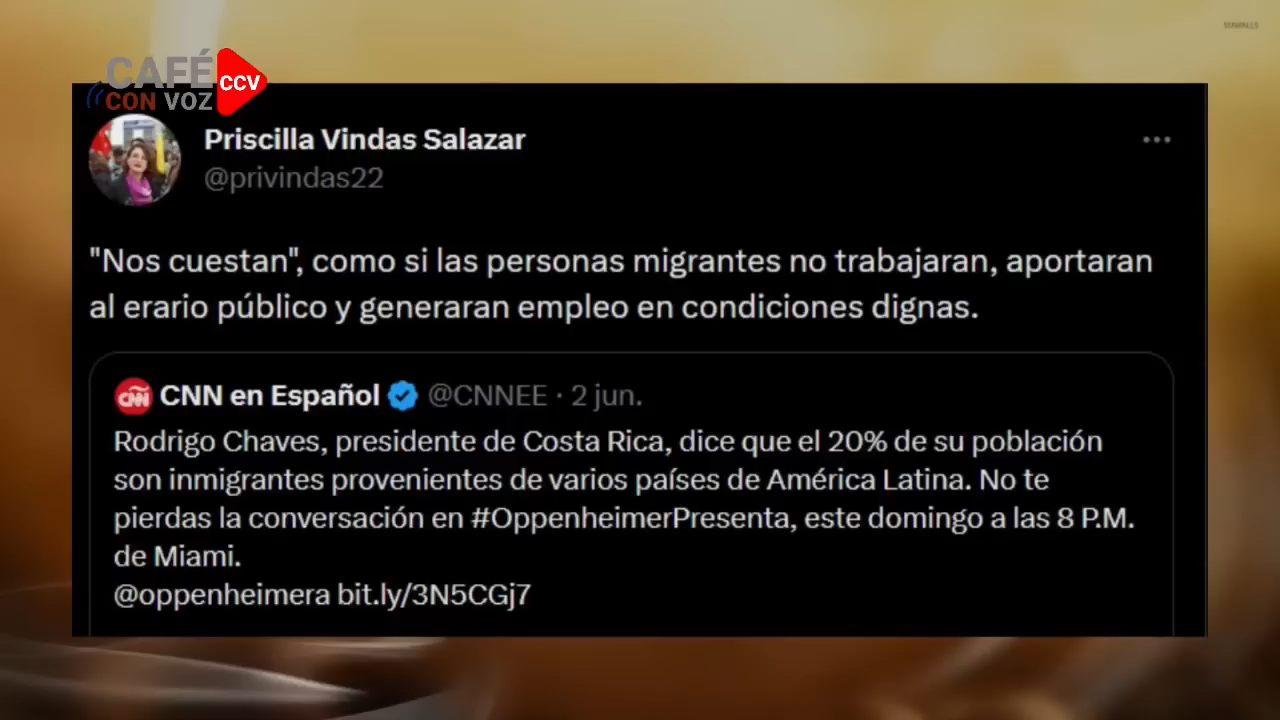 CAFÉ
CON VOZ
CCV
Priscilla Vindas Salazar
@privindas22
"Nos cuestan", como si las personas migrantes no trabajaran, aportaran
al erario público y generaran empleo en condiciones dignas.
CNN en Español @CNNEE · 2 jun.
Rodrigo Chaves, presidente de Costa Rica, dice que el 20% de su población
son inmigrantes provenientes de varios países de América Latina. No te
pierdas la conversación en #OppenheimerPresenta, este domingo a las 8 P.M.
de Miami.
@oppenheimera bit.ly/3N5CGj7